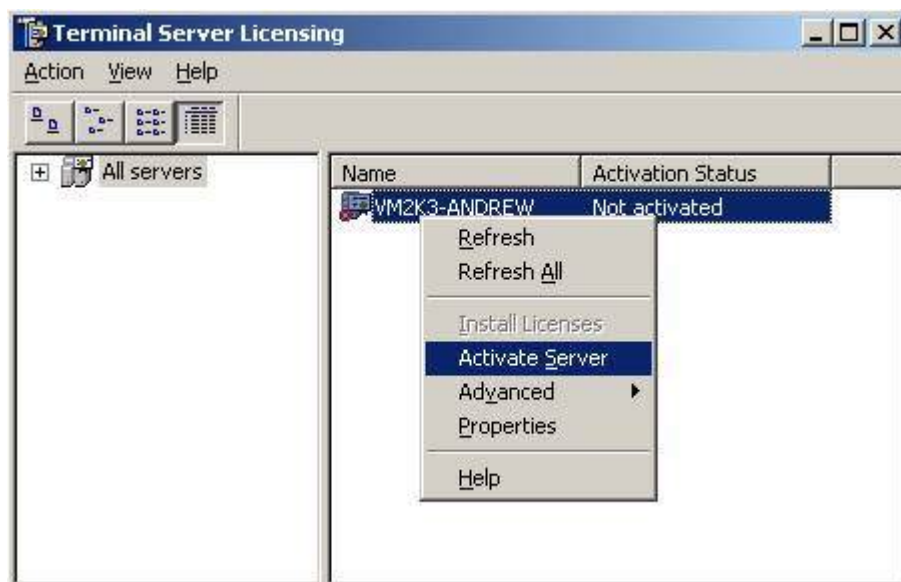 Terminal Server Licensing
Action View Help
All servers
Name Activation Status
VM2K3-ANDREW Not activated
Refresh
Refresh All
Install Licenses
Activate Server
Advanced
Properties
Help